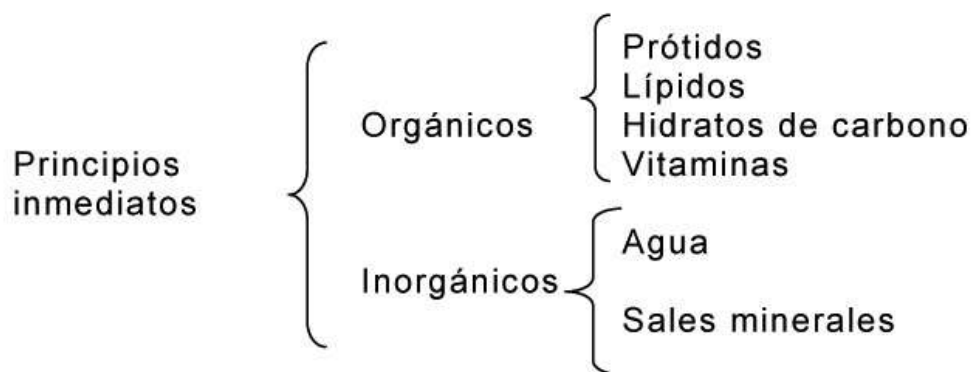 Principios
inmediatos
Orgánicos
Prótidos
Lípidos
Hidratos de carbono
Vitaminas
Inorgánicos
Agua
Sales minerales